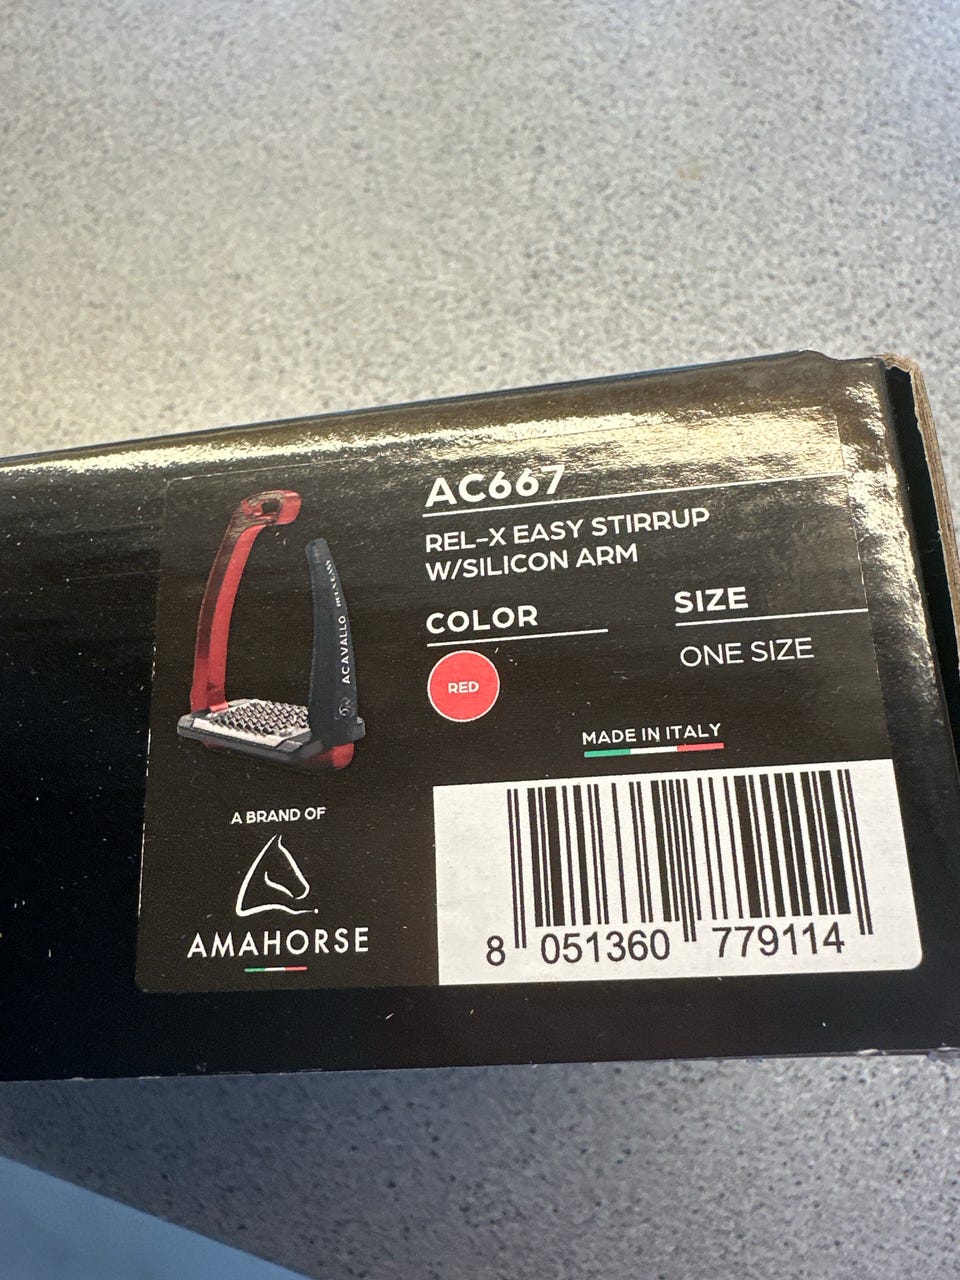 AC667
REL-X EASY STIRRUP
W/SILICON ARM
COLOR
SIZE
RED
ONE SIZE
MADE IN ITALY
ACAVALLO
A BRAND OF
AMAHORSE
8 051360 779114